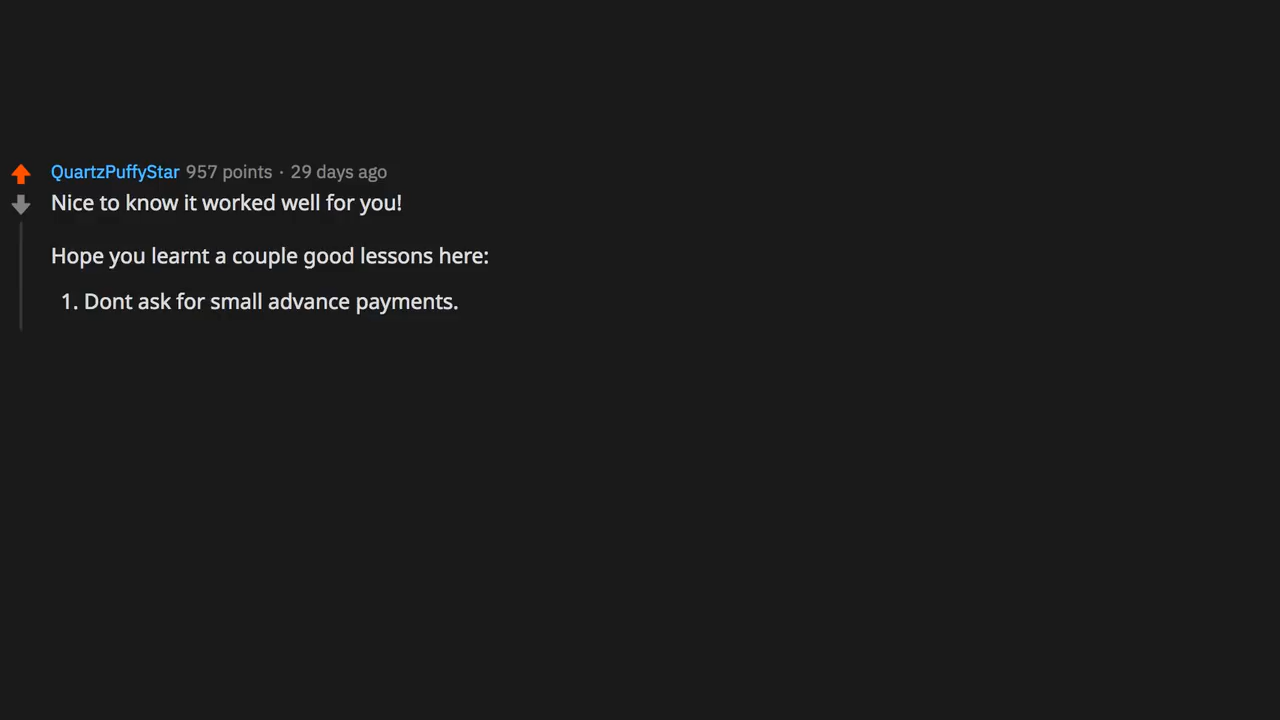 QuartzPuffyStar 957 points · 29 days ago
Nice to know it worked well for you!
Hope you learnt a couple good lessons here:
1. Dont ask for small advance payments.